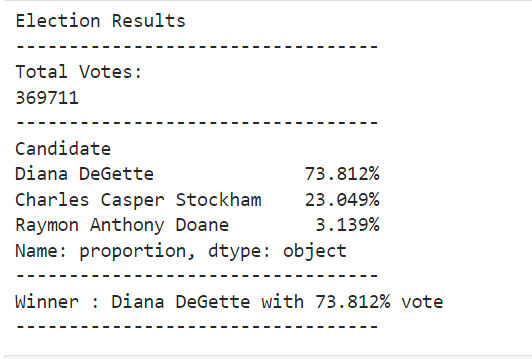 Election Results
-----------------------------------
Total Votes:
369711
-----------------------------------
Candidate
Diana DeGette              73.812%
Charles Casper Stockham    23.049%
Raymon Anthony Doane        3.139%
Name: proportion, dtype: object
-----------------------------------
Winner : Diana DeGette with 73.812% vote
-----------------------------------